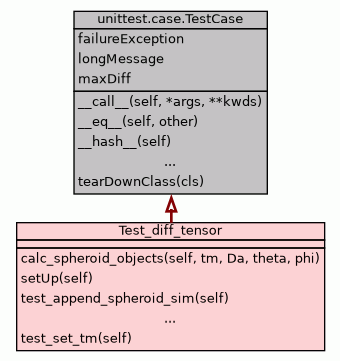 unittest.case.TestCase
failureException
longMessage
maxDiff
__call__(self, *args, **kwds)
__eq__(self, other)
__hash__(self)
...
tearDownClass(cls)
Test_diff_tensor
calc_spheroid_objects(self, tm, Da, theta, phi)
setUp(self)
test_append_spheroid_sim(self)
...
test_set_tm(self)